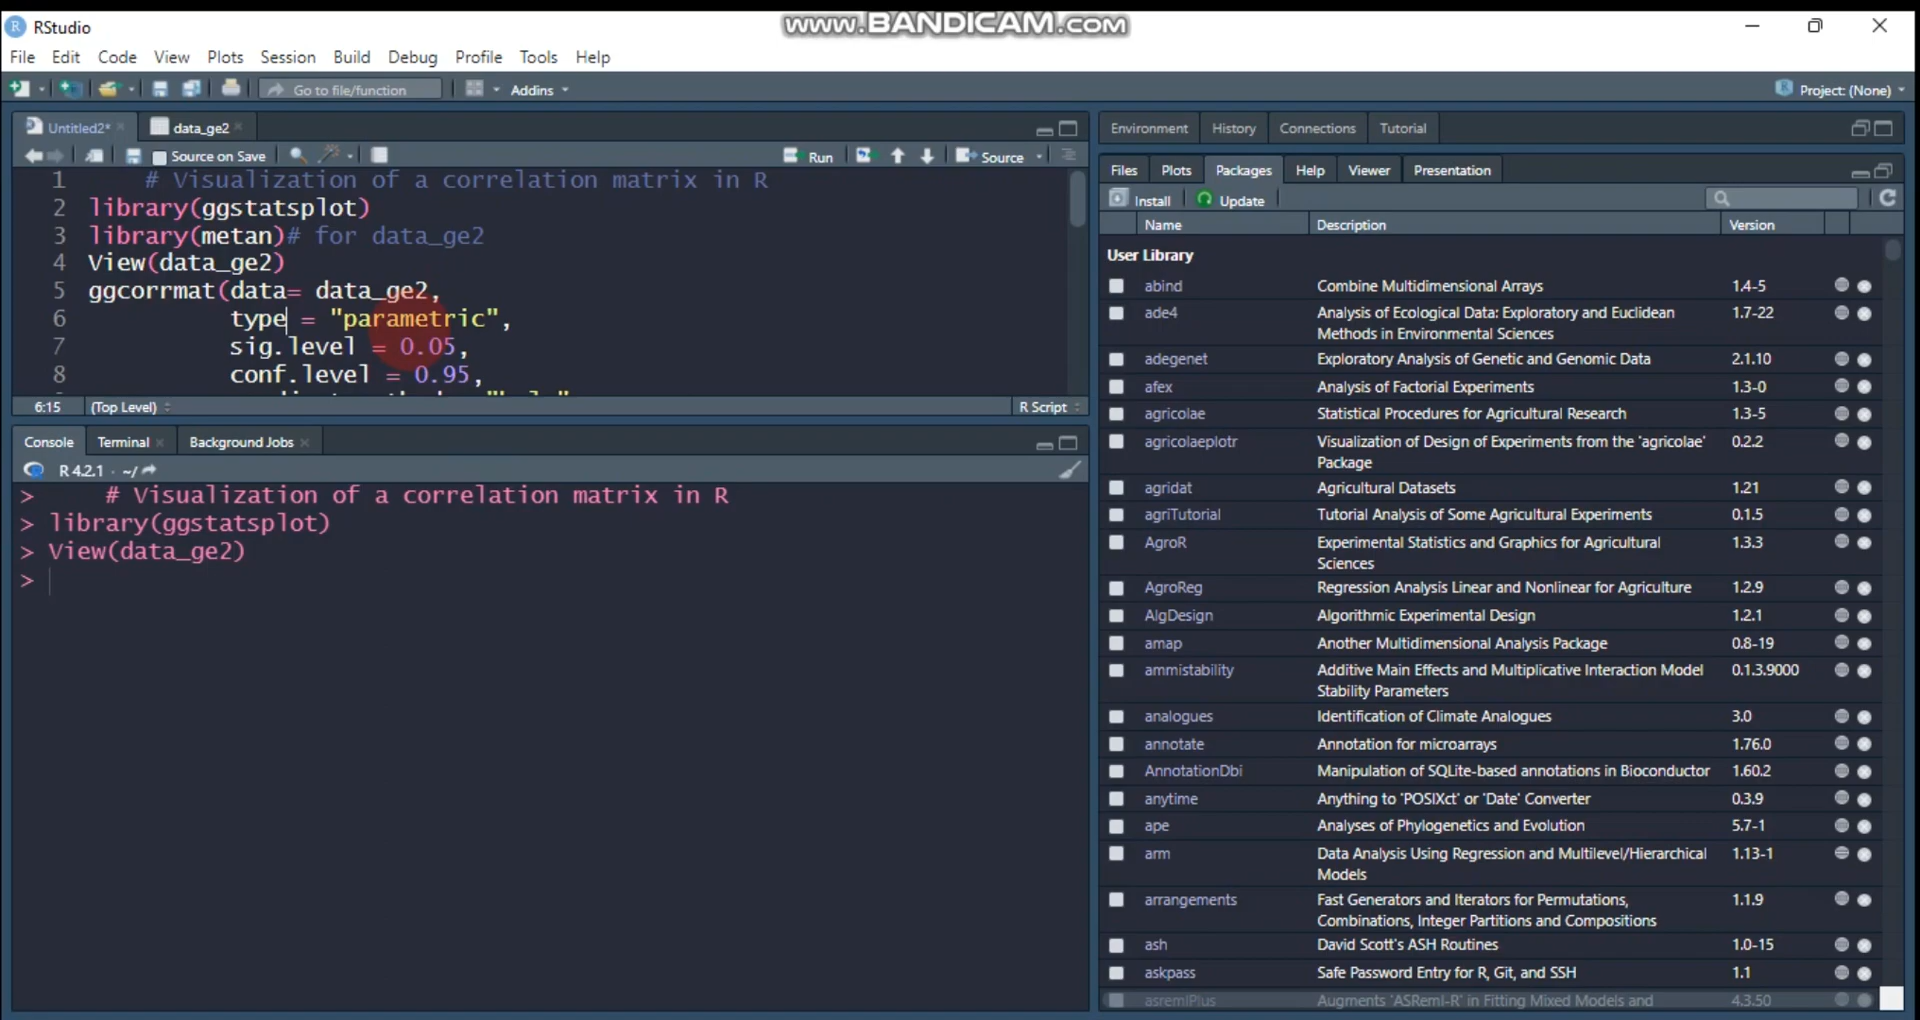 www.BANDICAM.com
RStudio
File Edit Code View Plots Session Build Debug Profile Tools Help
Go to file/function Addins Project: (None)
Untitled2* data_ge2
Source on Save Run Source
1 # Visualization of a correlation matrix in R
2 library(ggstatsplot)
3 library(metan)# for data_ge2
4 View(data_ge2)
5 ggcorrmat(data= data_ge2,
6 type = "parametric",
7 sig.level = 0.05,
8 conf.level = 0.95,
6:15 (Top Level) R Script
Console Terminal Background Jobs
R 4.2.1 · ~/
> # Visualization of a correlation matrix in R
> library(ggstatsplot)
> View(data_ge2)
>
Environment History Connections Tutorial
Files Plots Packages Help Viewer Presentation
Install Update
Name Description Version
User Library
abind Combine Multidimensional Arrays 1.4-5
ade4 Analysis of Ecological Data: Exploratory and Euclidean 1.7-22
Methods in Environmental Sciences
adegenet Exploratory Analysis of Genetic and Genomic Data 2.1.10
afex Analysis of Factorial Experiments 1.3-0
agricolae Statistical Procedures for Agricultural Research 1.3-5
agricolaeplotr Visualization of Design of Experiments from the 'agricolae' 0.2.2
Package
agridat Agricultural Datasets 1.21
agriTutorial Tutorial Analysis of Some Agricultural Experiments 0.1.5
AgroR Experimental Statistics and Graphics for Agricultural 1.3.3
Sciences
AgroReg Regression Analysis Linear and Nonlinear for Agriculture 1.2.9
AlgDesign Algorithmic Experimental Design 1.2.1
amap Another Multidimensional Analysis Package 0.8-19
ammistability Additive Main Effects and Multiplicative Interaction Model 0.1.3.9000
Stability Parameters
analogues Identification of Climate Analogues 3.0
annotate Annotation for microarrays 1.76.0
AnnotationDbi Manipulation of SQLite-based annotations in Bioconductor 1.60.2
anytime Anything to 'POSIXct' or 'Date' Converter 0.3.9
ape Analyses of Phylogenetics and Evolution 5.7-1
arm Data Analysis Using Regression and Multilevel/Hierarchical 1.13-1
Models
arrangements Fast Generators and Iterators for Permutations, 1.1.9
Combinations, Integer Partitions and Compositions
ash David Scott's ASH Routines 1.0-15
askpass Safe Password Entry for R, Git, and SSH 1.1
asremlPlus Augments 'ASReml-R' in Fitting Mixed Models and 4.3.50